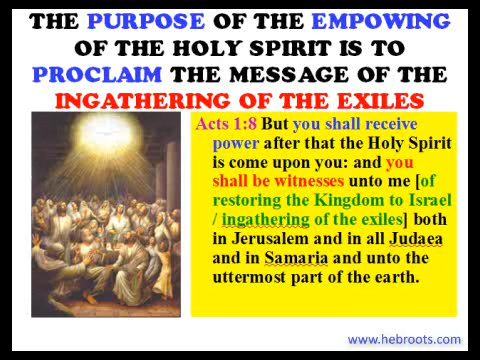 THE PURPOSE OF THE EMPOWING
OF THE HOLY SPIRIT IS TO
PROCLAIM THE MESSAGE OF THE
INGATHERING OF THE EXILES
Acts 1:8 But you shall receive
power after that the Holy Spirit
is come upon you: and you
shall be witnesses unto me [of
restoring the Kingdom to Israel
/ ingathering of the exiles] both
in Jerusalem and in all Judaea
and in Samaria and unto the
uttermost part of the earth.
www.hebroots.com